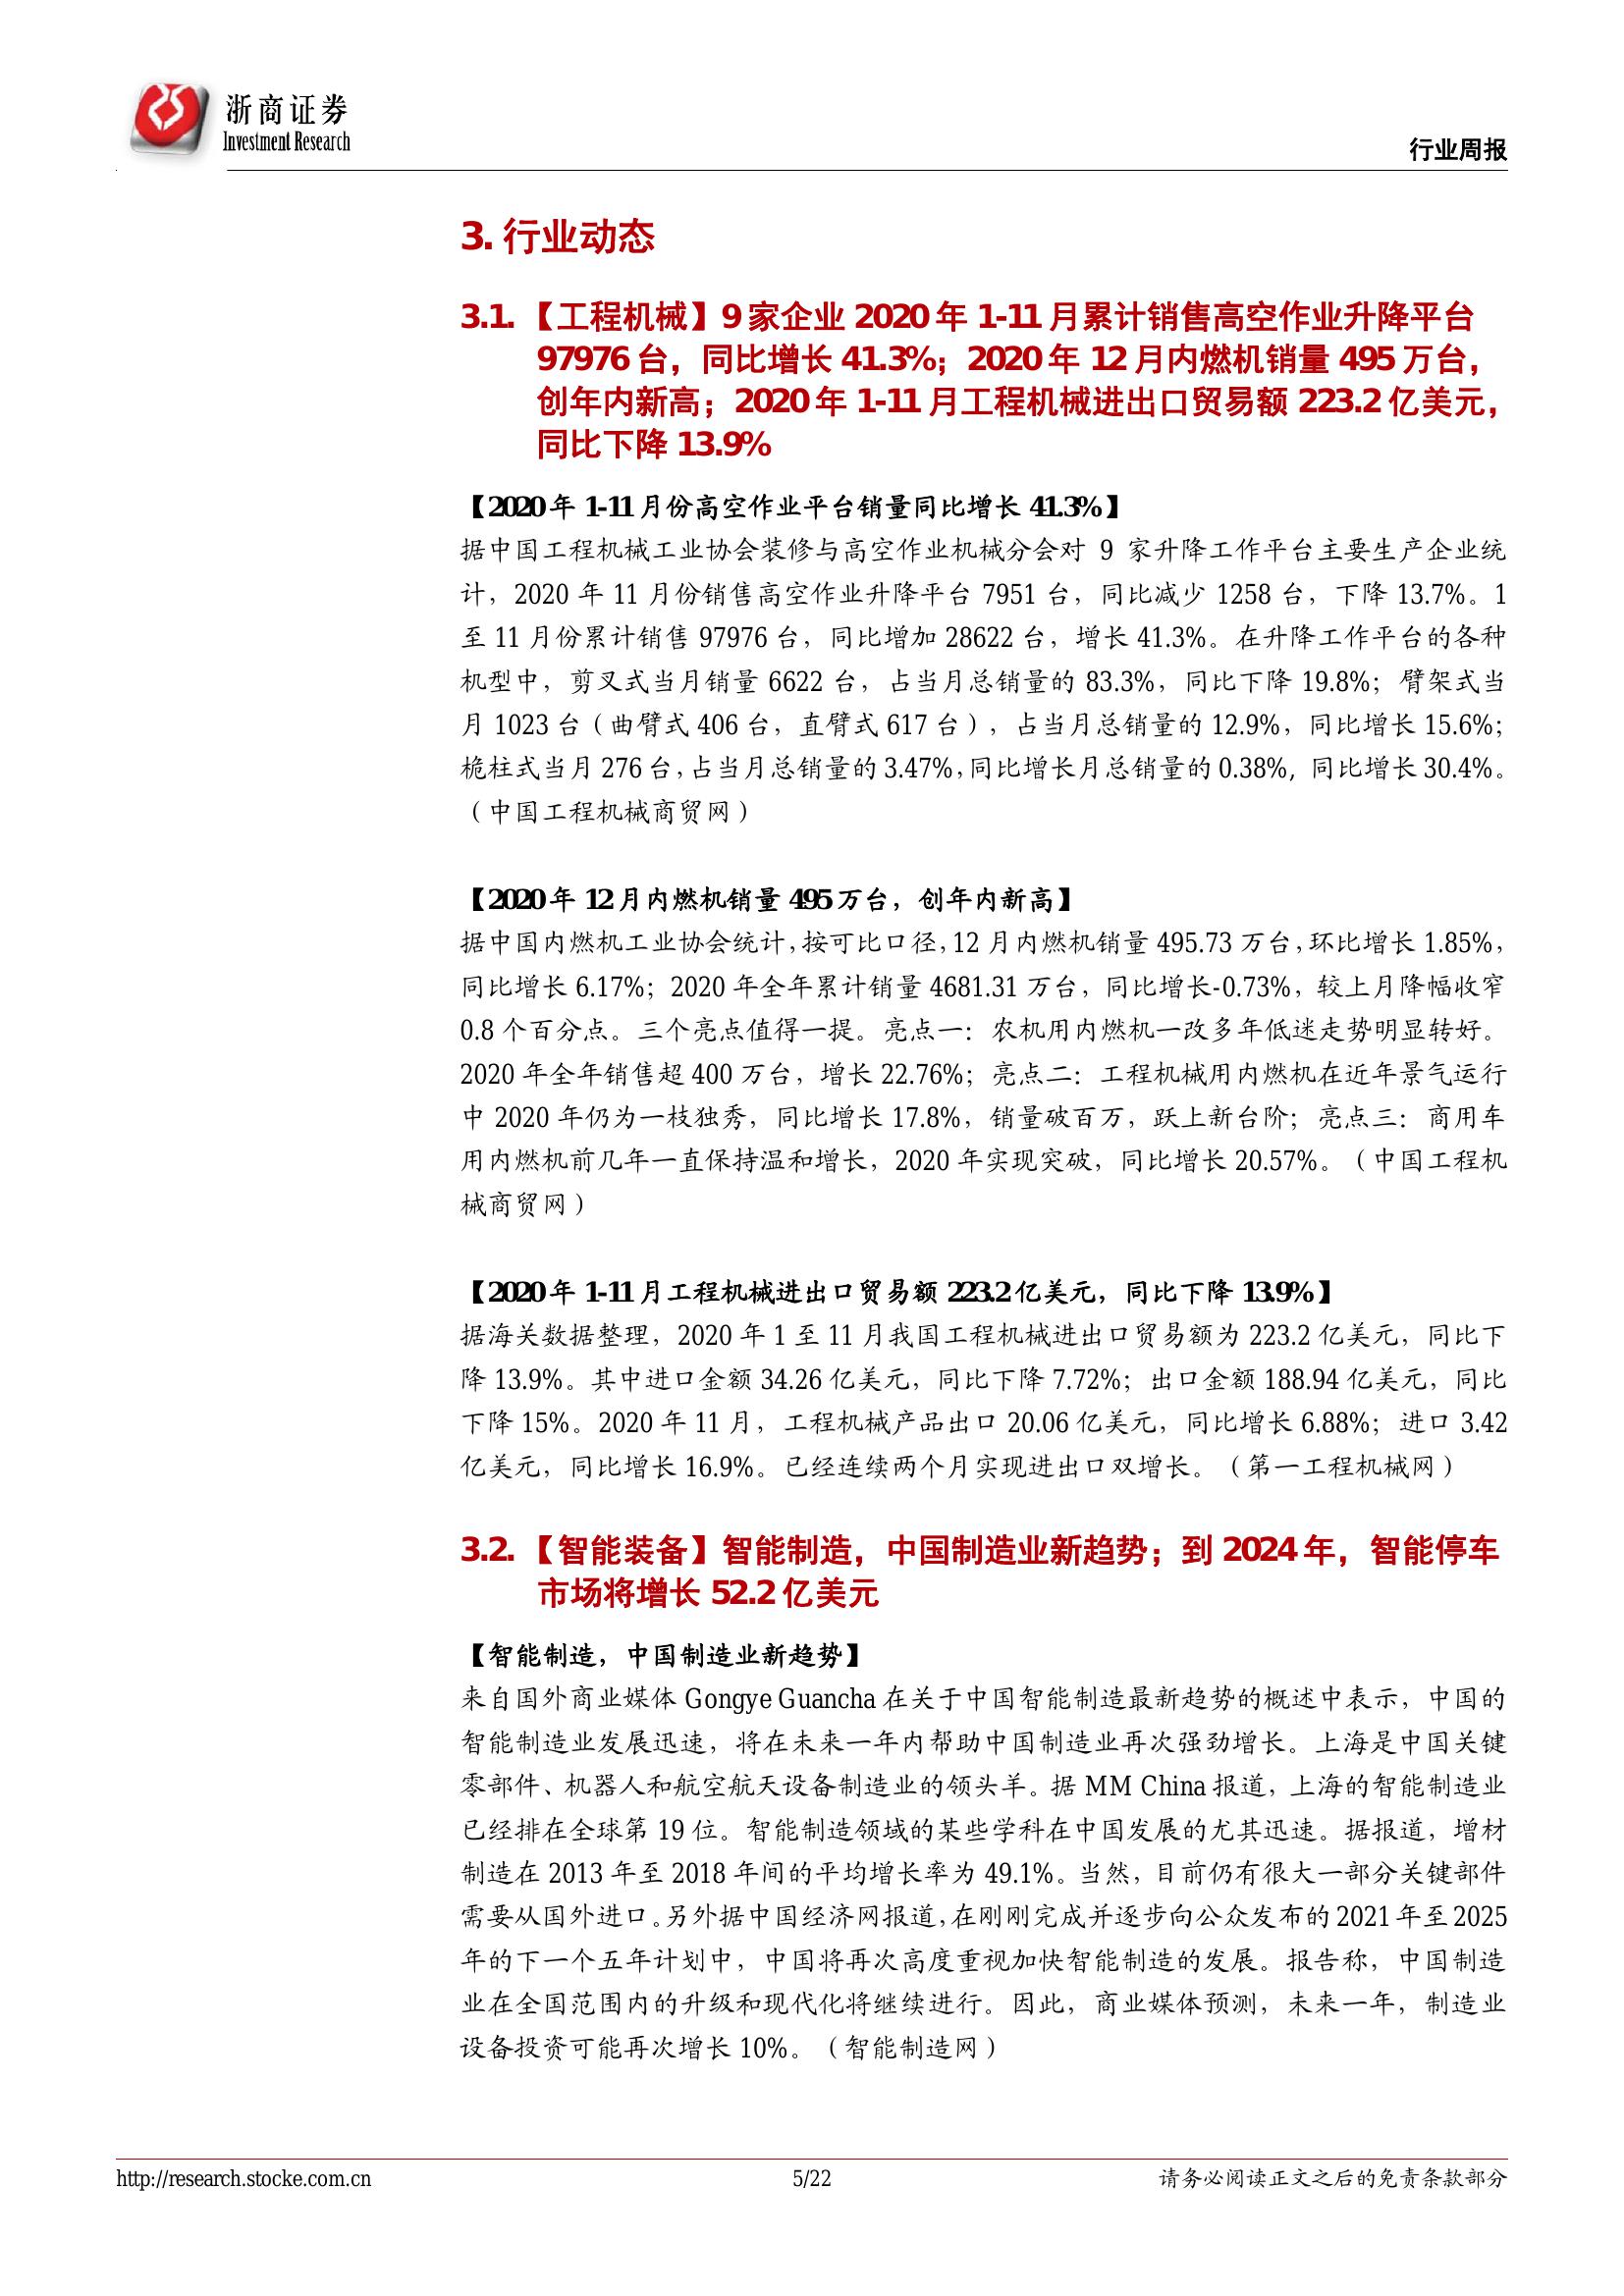 浙商证券
Investment Research
行业周报
3. 行业动态
3.1. 【工程机械】9 家企业 2020 年 1-11 月累计销售高空作业升降平台
97976 台，同比增长 41.3%；2020 年 12 月内燃机销量 495 万台，
创年内新高；2020 年 1-11 月工程机械进出口贸易额 223.2 亿美元，
同比下降 13.9%
【2020 年 1-11 月份高空作业平台销量同比增长 41.3%】
据中国工程机械工业协会装修与高空作业机械分会对 9 家升降工作平台主要生产企业统
计，2020 年 11 月份销售高空作业升降平台 7951 台，同比减少 1258 台，下降 13.7%。1
至 11 月份累计销售 97976 台，同比增加 28622 台，增长 41.3%。在升降工作平台的各种
机型中，剪叉式当月销量 6622 台，占当月总销量的 83.3%，同比下降 19.8%；臂架式当
月 1023 台（曲臂式 406 台，直臂式 617 台），占当月总销量的 12.9%，同比增长 15.6%；
桅柱式当月 276 台，占当月总销量的 3.47%，同比增长月总销量的 0.38%，同比增长 30.4%。
（中国工程机械商贸网）
【2020 年 12 月内燃机销量 495 万台，创年内新高】
据中国内燃机工业协会统计，按可比口径，12 月内燃机销量 495.73 万台，环比增长 1.85%，
同比增长 6.17%；2020 年全年累计销量 4681.31 万台，同比增长-0.73%，较上月降幅收窄
0.8 个百分点。三个亮点值得一提。亮点一：农机用内燃机一改多年低迷走势明显转好。
2020 年全年销售超 400 万台，增长 22.76%；亮点二：工程机械用内燃机在近年景气运行
中 2020 年仍为一枝独秀，同比增长 17.8%，销量破百万，跃上新台阶；亮点三：商用车
用内燃机前几年一直保持温和增长，2020 年实现突破，同比增长 20.57%。（中国工程机
械商贸网）
【2020 年 1-11 月工程机械进出口贸易额 223.2 亿美元，同比下降 13.9%】
据海关数据整理，2020 年 1 至 11 月我国工程机械进出口贸易额为 223.2 亿美元，同比下
降 13.9%。其中进口金额 34.26 亿美元，同比下降 7.72%；出口金额 188.94 亿美元，同比
下降 15%。2020 年 11 月，工程机械产品出口 20.06 亿美元，同比增长 6.88%；进口 3.42
亿美元，同比增长 16.9%。已经连续两个月实现进出口双增长。（第一工程机械网）
3.2. 【智能装备】智能制造，中国制造业新趋势；到 2024 年，智能停车
市场将增长 52.2 亿美元
【智能制造，中国制造业新趋势】
来自国外商业媒体 Gongye Guancha 在关于中国智能制造最新趋势的概述中表示，中国的
智能制造业发展迅速，将在未来一年内帮助中国制造业再次强劲增长。上海是中国关键
零部件、机器人和航空航天设备制造业的领头羊。据 MM China 报道，上海的智能制造业
已经排在全球第 19 位。智能制造领域的某些学科在中国发展的尤其迅速。据报道，增材
制造在 2013 年至 2018 年间的平均增长率为 49.1%。当然，目前仍有很大一部分关键部件
需要从国外进口。另外据中国经济网报道，在刚刚完成并逐步向公众发布的 2021 年至 2025
年的下一个五年计划中，中国将再次高度重视加快智能制造的发展。报告称，中国制造
业在全国范围内的升级和现代化将继续进行。因此，商业媒体预测，未来一年，制造业
设备投资可能再次增长 10%。（智能制造网）
http://research.stocke.com.cn
5/22
请务必阅读正文之后的免责条款部分